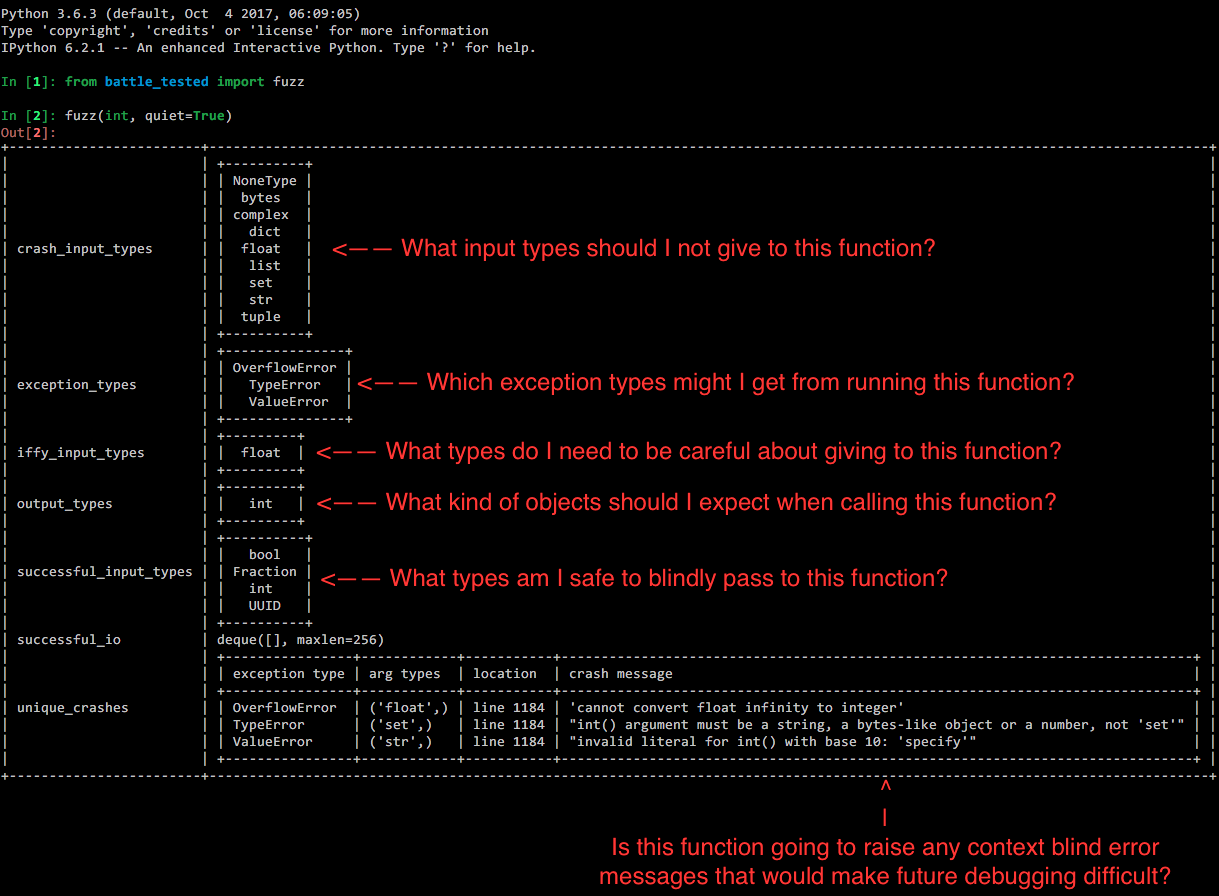 Python 3.6.3 (default, Oct  4 2017, 06:09:05)
Type 'copyright', 'credits' or 'license' for more information
IPython 6.2.1 -- An enhanced Interactive Python. Type '?' for help.
In [1]: from battle_tested import fuzz
In [2]: fuzz(int, quiet=True)
Out[2]:
NoneType
bytes
complex
dict
crash_input_types | float <—— What input types should I not give to this function?
list
set
str
tuple
OverflowError
exception_types | TypeError <—— Which exception types might I get from running this function?
ValueError
iffy_input_types | float <—— What types do I need to be careful about giving to this function?
output_types | int <—— What kind of objects should I expect when calling this function?
bool
successful_input_types | Fraction <—— What types am I safe to blindly pass to this function?
int
UUID
successful_io | deque([], maxlen=256)
exception type | arg types | location | crash message
unique_crashes | OverflowError | ('float',) | line 1184 | 'cannot convert float infinity to integer'
TypeError | ('set',) | line 1184 | "int() argument must be a string, a bytes-like object or a number, not 'set'"
ValueError | ('str',) | line 1184 | "invalid literal for int() with base 10: 'specify'"
^
|
Is this function going to raise any context blind error
messages that would make future debugging difficult?